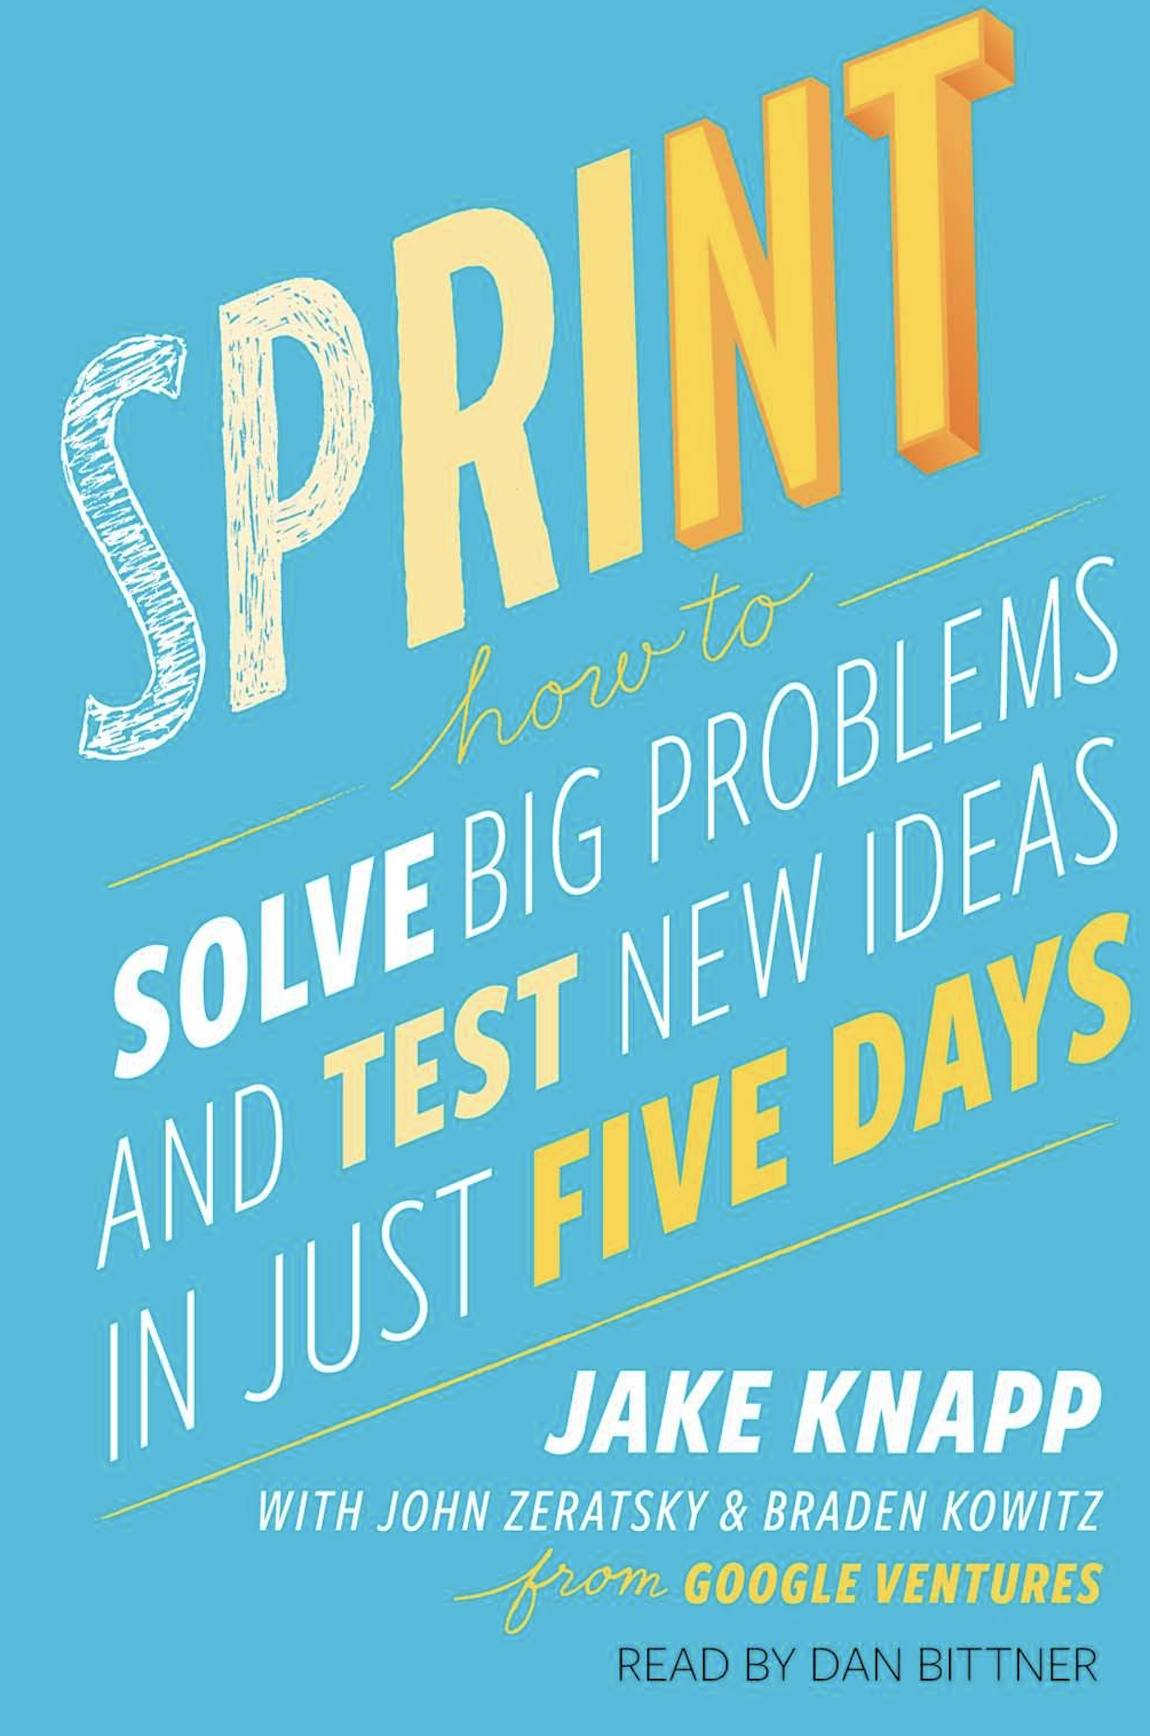 SPRINT
how to
SOLVE BIG PROBLEMS
AND TEST NEW IDEAS
IN JUST FIVE DAYS
JAKE KNAPP
WITH JOHN ZERATSKY & BRADEN KOWITZ
from GOOGLE VENTURES
READ BY DAN BITTNER